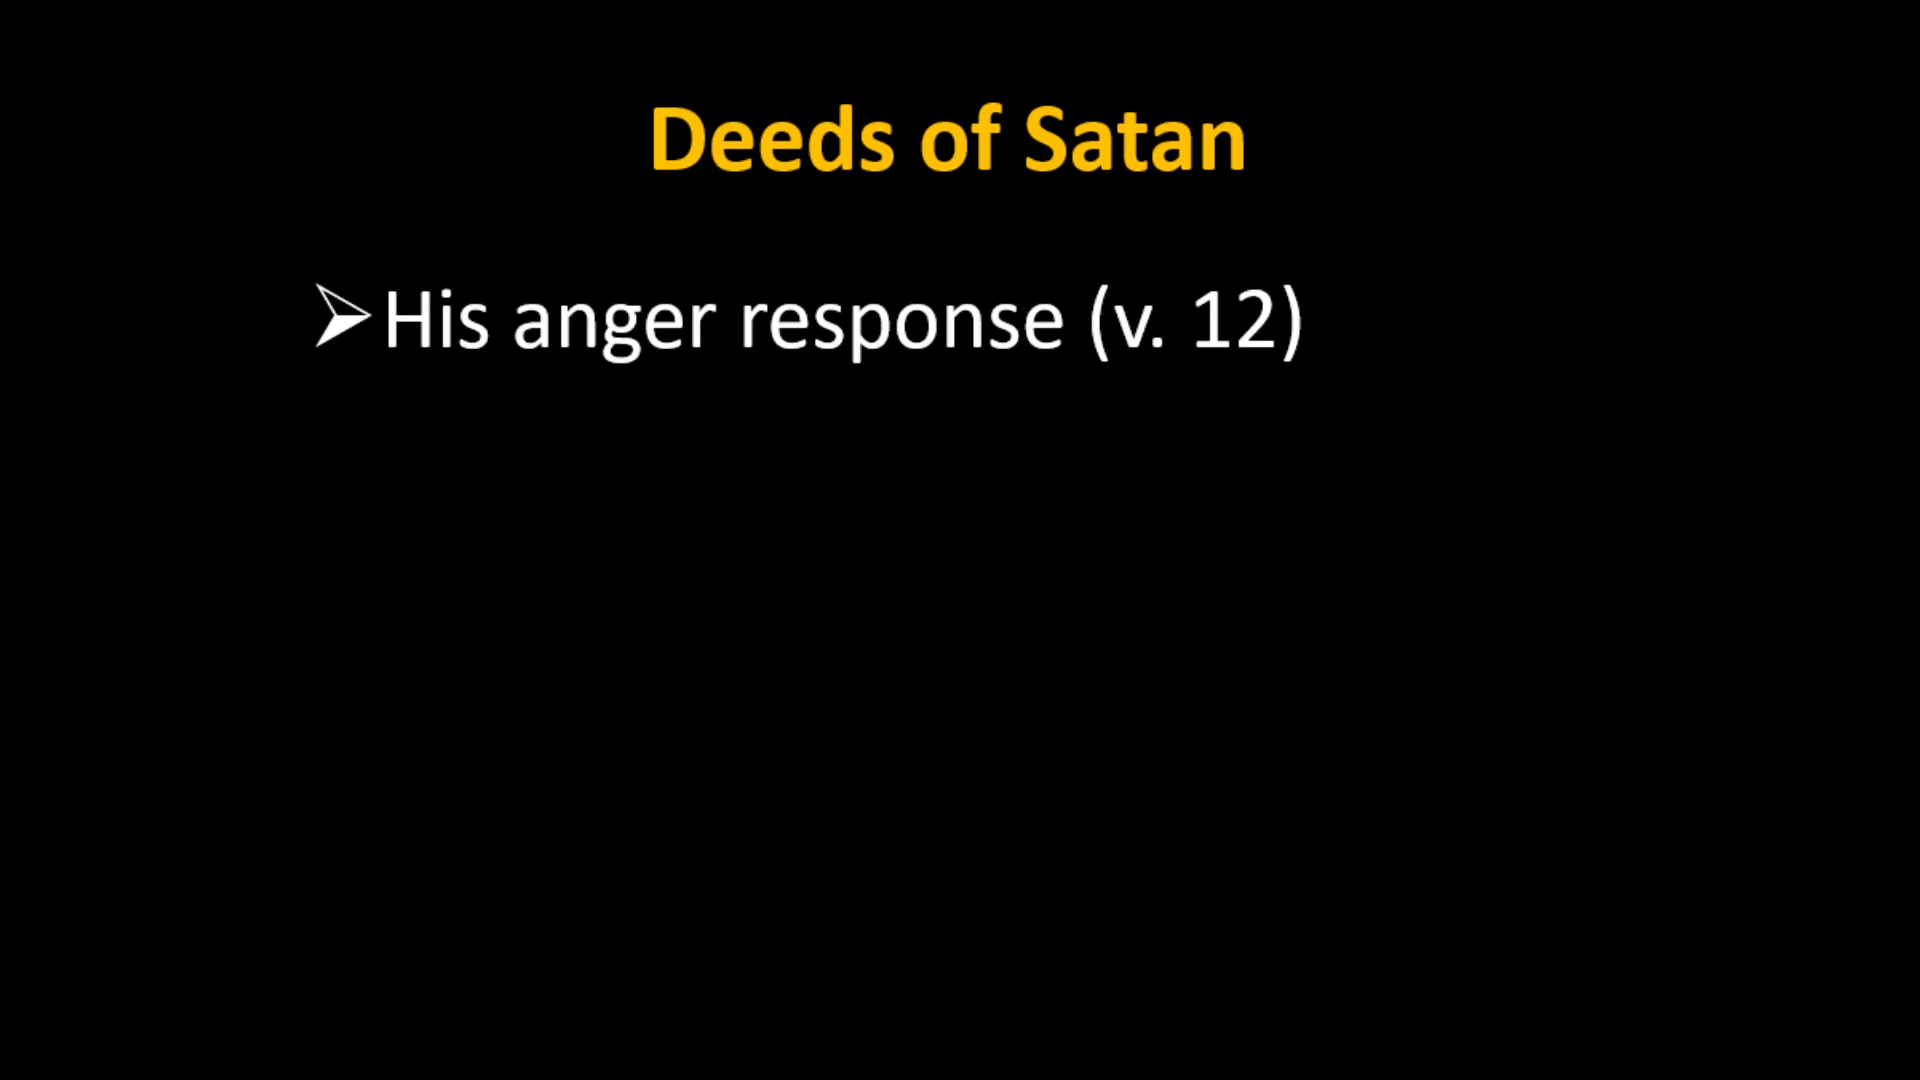 Deeds of Satan
➢His anger response (v. 12)